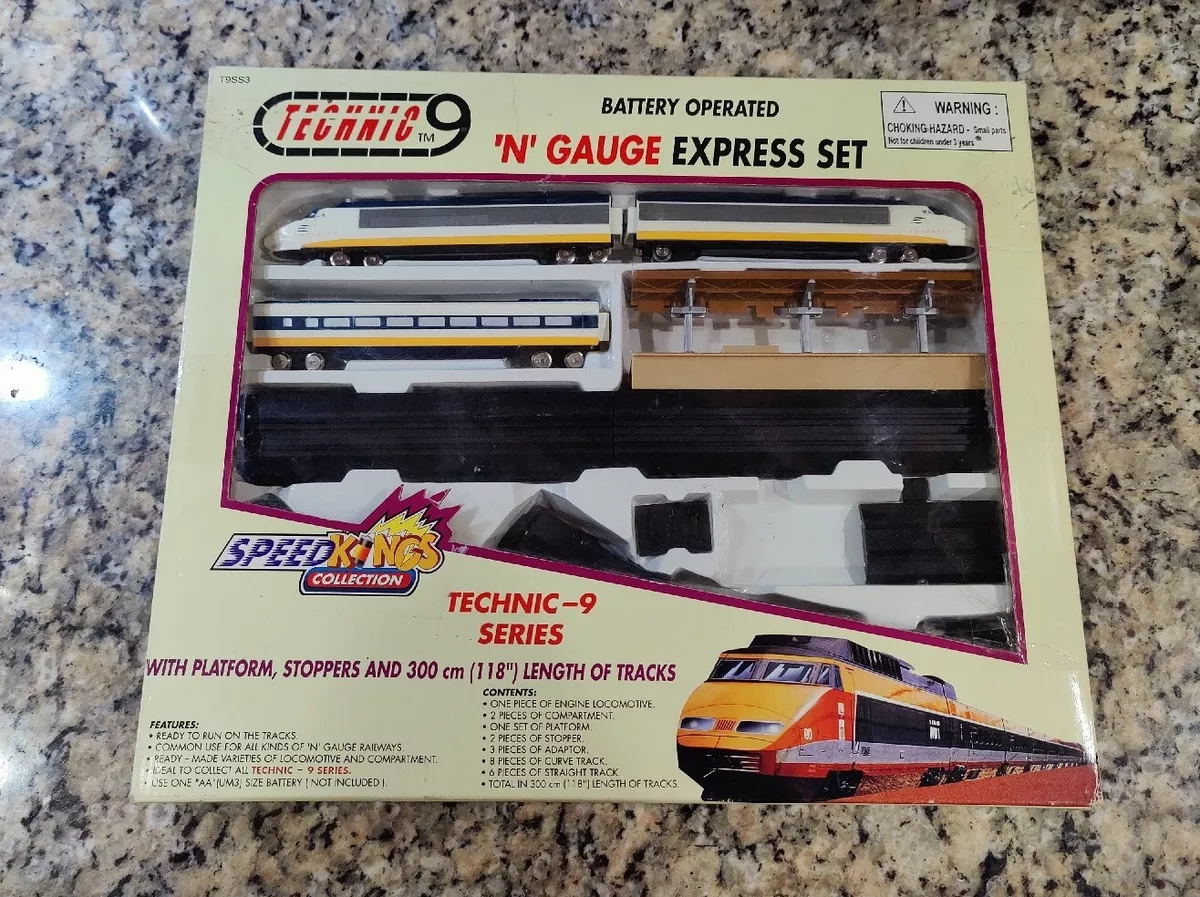 T9SS3
TECHNIC 9 TM
BATTERY OPERATED
'N' GAUGE EXPRESS SET
WARNING :
CHOKING HAZARD - Small parts
Not for children under 3 years
SPEED KINGS
COLLECTION
TECHNIC-9
SERIES
WITH PLATFORM, STOPPERS AND 300 cm (118") LENGTH OF TRACKS
FEATURES:
• READY TO RUN ON THE TRACKS.
• COMMON USE FOR ALL KINDS OF 'N' GAUGE RAILWAYS.
• READY - MADE VARIETIES OF LOCOMOTIVE AND COMPARTMENT.
• IDEAL TO COLLECT ALL TECHNIC - 9 SERIES.
• USE ONE "AA"(UM3) SIZE BATTERY ( NOT INCLUDED ).
CONTENTS:
• ONE PIECE OF ENGINE LOCOMOTIVE.
• 2 PIECES OF COMPARTMENT.
• ONE SET OF PLATFORM.
• 2 PIECES OF STOPPER.
• 3 PIECES OF ADAPTOR.
• 8 PIECES OF CURVE TRACK.
• 6 PIECES OF STRAIGHT TRACK.
• TOTAL IN 300 cm (118") LENGTH OF TRACKS.